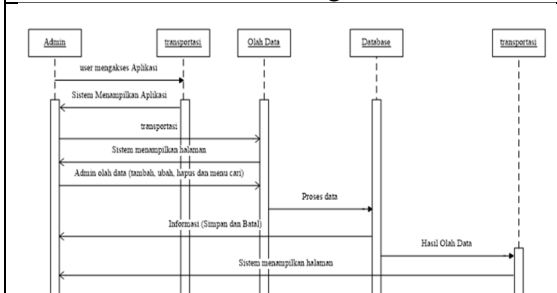 Admin
transportasi
Olah Data
Database
transportasi
user mengakses Aplikasi
Sistem Menampilkan Aplikasi
transportasi
Sistem menampilkan halaman
Admin olah data (tambah, ubah, hapus dan menu cari)
Proses data
Informasi (Simpan dan Batal)
Hasil Olah Data
Sistem menampilkan halaman